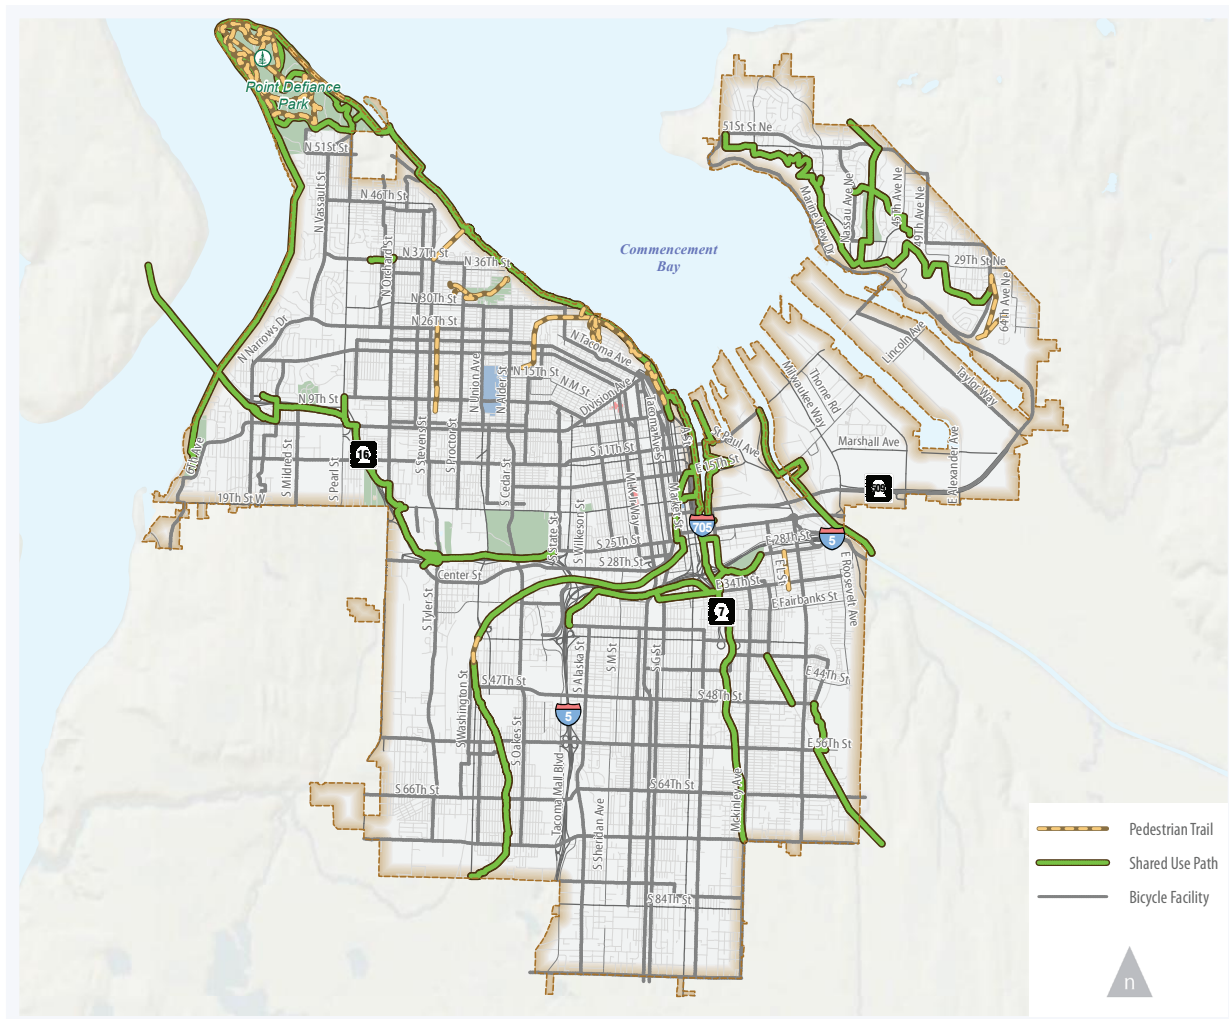 Point Defiance
Park
N 51St St
N Vassault St
N 46Th St
N Orchard St
N 37Th St
N 36Th St
N 30Th St
N 26Th St
N Narrows Dr
N Tacoma Ave
N 15Th St
N M St
Division Ave
N Union Ave
N Alder St
N 9Th St
S Stevens St
S Proctor St
S 11Th St
Tacoma Ave S
A St
St Paul Ave
E 15Th St
S Mildred St
S Pearl St
16
S Cedar St
Market St
19Th St W
S State St
S Wilkeson St
S 25Th St
S 28Th St
Center St
S Tyler St
705
5
E 28Th St
E L St
E 34Th St
E Fairbanks St
E Roosevelt Ave
7
Commencement
Bay
51St St Ne
Nassau Ave Ne
45Th Ave Ne
49Th Ave Ne
Marine View Dr
29Th St Ne
64Th Ave Ne
Lincoln Ave
Taylor Way
Milwaukee Way
Thorne Rd
Marshall Ave
E Alexander Ave
509
S Alaska St
S M St
S G St
E 44Th St
S 47Th St
S 48Th St
S Washington St
S Oakes St
5
E 56Th St
Tacoma Mall Blvd
S 66Th St
S 64Th St
S Sheridan Ave
Mckinley Ave
S 84Th St
Pedestrian Trail
Shared Use Path
Bicycle Facility
n